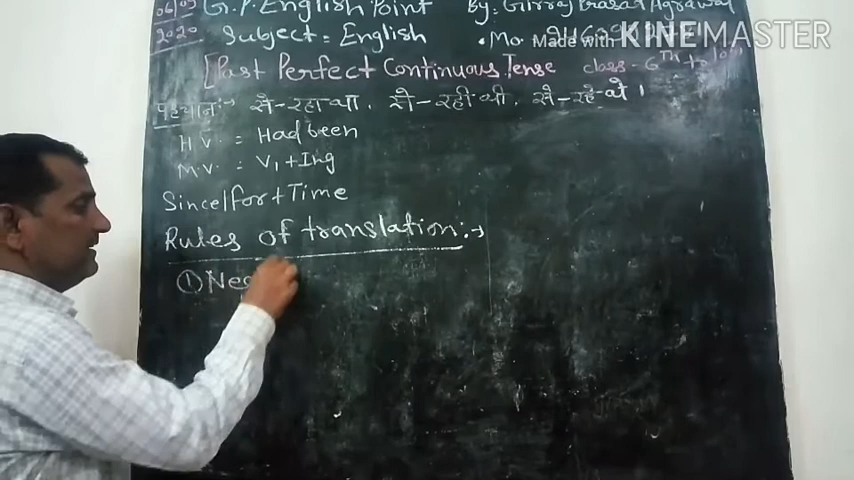 06/05 G.P. English Point By: Girraj Prasad Agrawal
2020 Subject :- English • Mo.
Made with KINEMASTER
[Past Perfect Continuous Tense class - 6th to 10th
पहचान :- से - रहा था . से - रही थी . से - रहे थे ।
H.V. = Had been
M.V. = V₁ + Ing
Since/For + Time
Rules of translation :→
① Neg